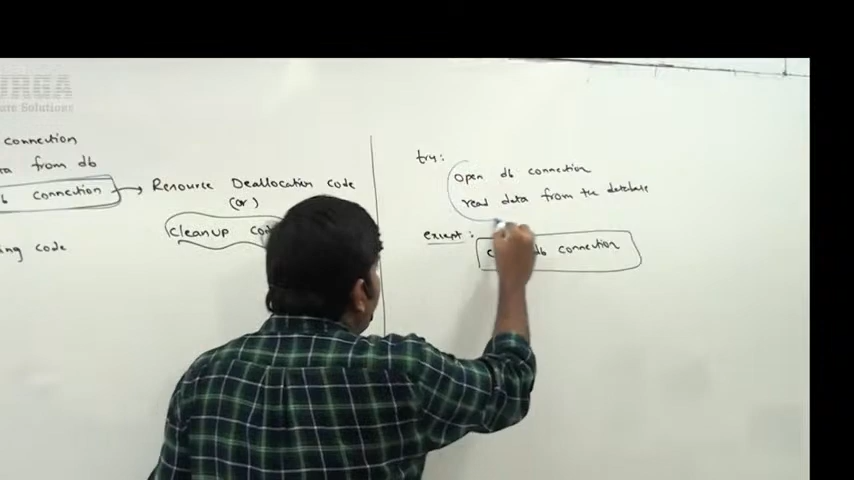 connection
from db
connection
Resource Deallocation code
(or)
Cleanup
code
try:
open db connection
read data from the database
except:
db connection